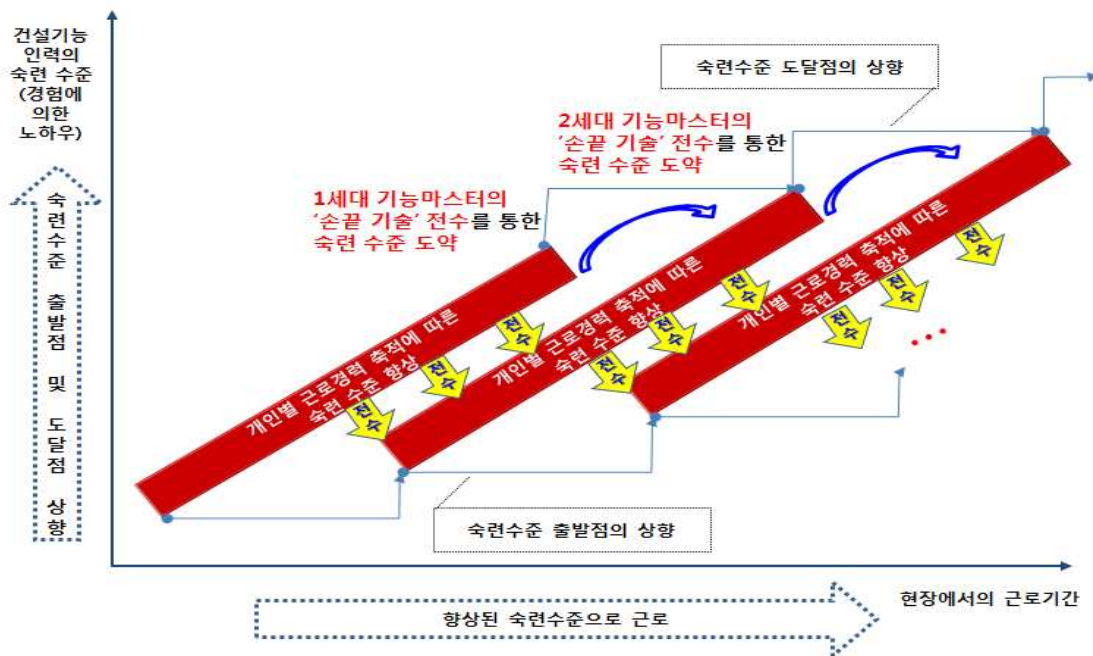 건설기능
인력의
숙련 수준
(경험에
의한
노하우)
숙련수준 출발점 및 도달점 상향
숙련수준 도달점의 상향
2세대 기능마스터의
‘손끝 기술’ 전수를 통한
숙련 수준 도약
1세대 기능마스터의
‘손끝 기술’ 전수를 통한
숙련 수준 도약
개인별 근로경력 축적에 따른
숙련 수준 향상
전수
전수
전수
개인별 근로경력 축적에 따른
숙련 수준 향상
전수
전수
전수
개인별 근로경력 축적에 따른
숙련 수준 향상
전수
전수
전수
숙련수준 출발점의 상향
현장에서의 근로기간
향상된 숙련수준으로 근로